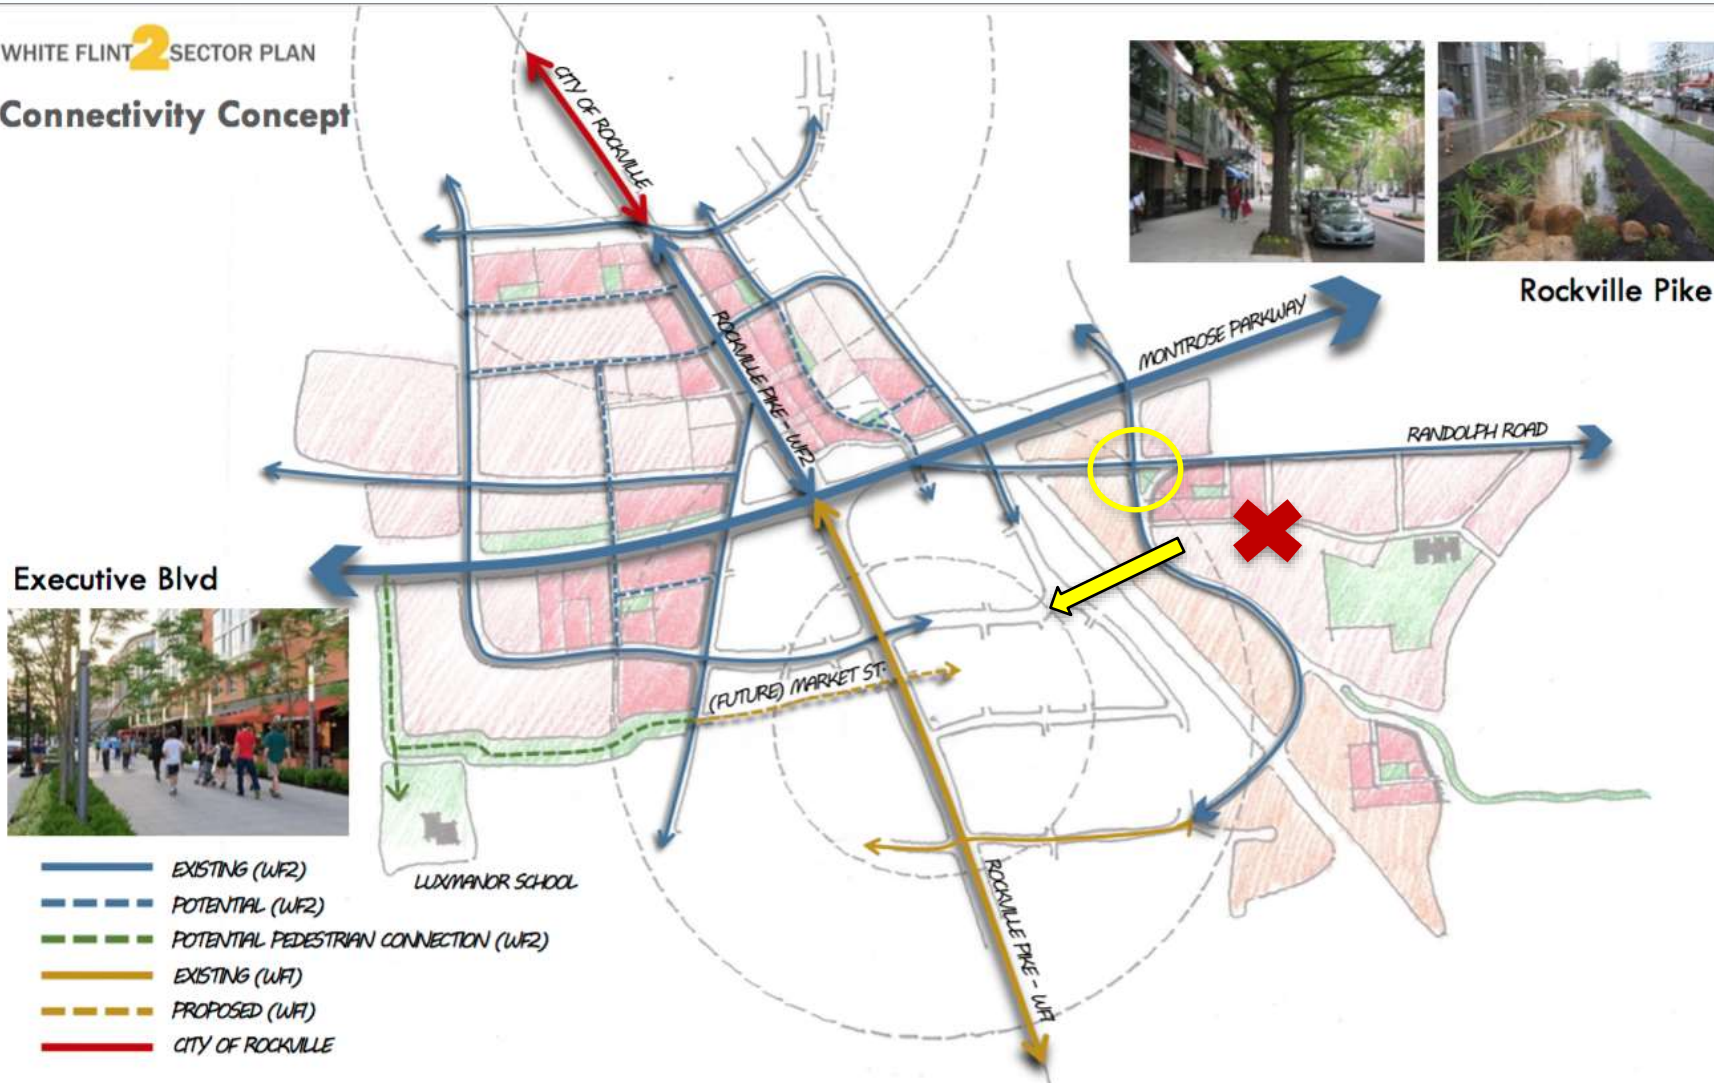 WHITE FLINT 2 SECTOR PLAN
Connectivity Concept
CITY OF ROCKVILLE
Rockville Pike
MONTROSE PARKWAY
ROCKVILLE PIKE - WF2
RANDOLPH ROAD
Executive Blvd
(FUTURE) MARKET ST.
LUXMANOR SCHOOL
ROCKVILLE PIKE - WF1
EXISTING (WF2)
POTENTIAL (WF2)
POTENTIAL PEDESTRIAN CONNECTION (WF2)
EXISTING (WF1)
PROPOSED (WF1)
CITY OF ROCKVILLE